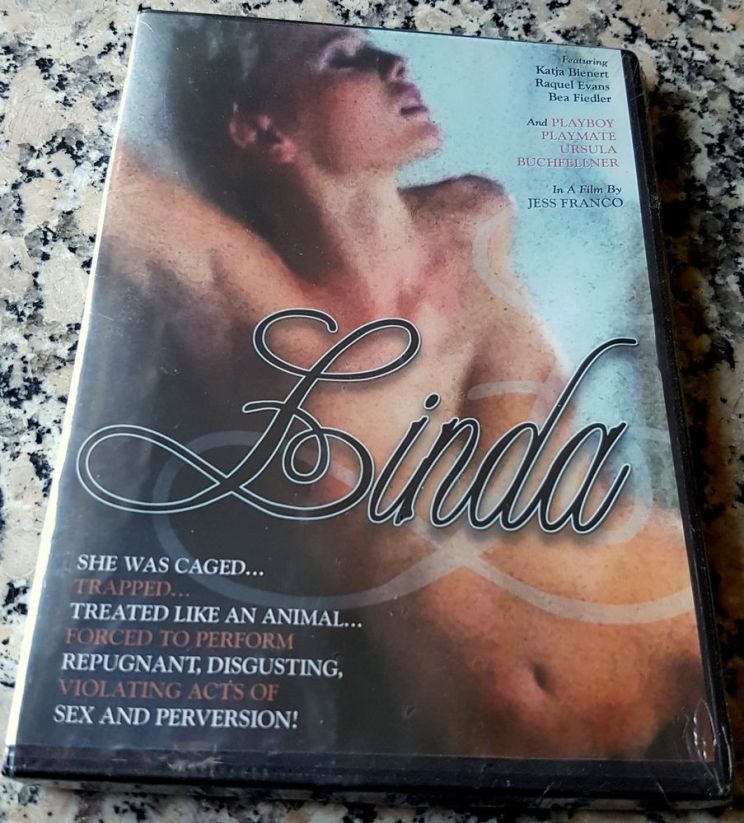 Featuring
Katja Bienert
Raquel Evans
Bea Fiedler
And PLAYBOY
PLAYMATE
URSULA
BUCHFELLNER
In A Film By
JESS FRANCO
Linda
SHE WAS CAGED...
TRAPPED...
TREATED LIKE AN ANIMAL...
FORCED TO PERFORM
REPUGNANT, DISGUSTING,
VIOLATING ACTS OF
SEX AND PERVERSION!